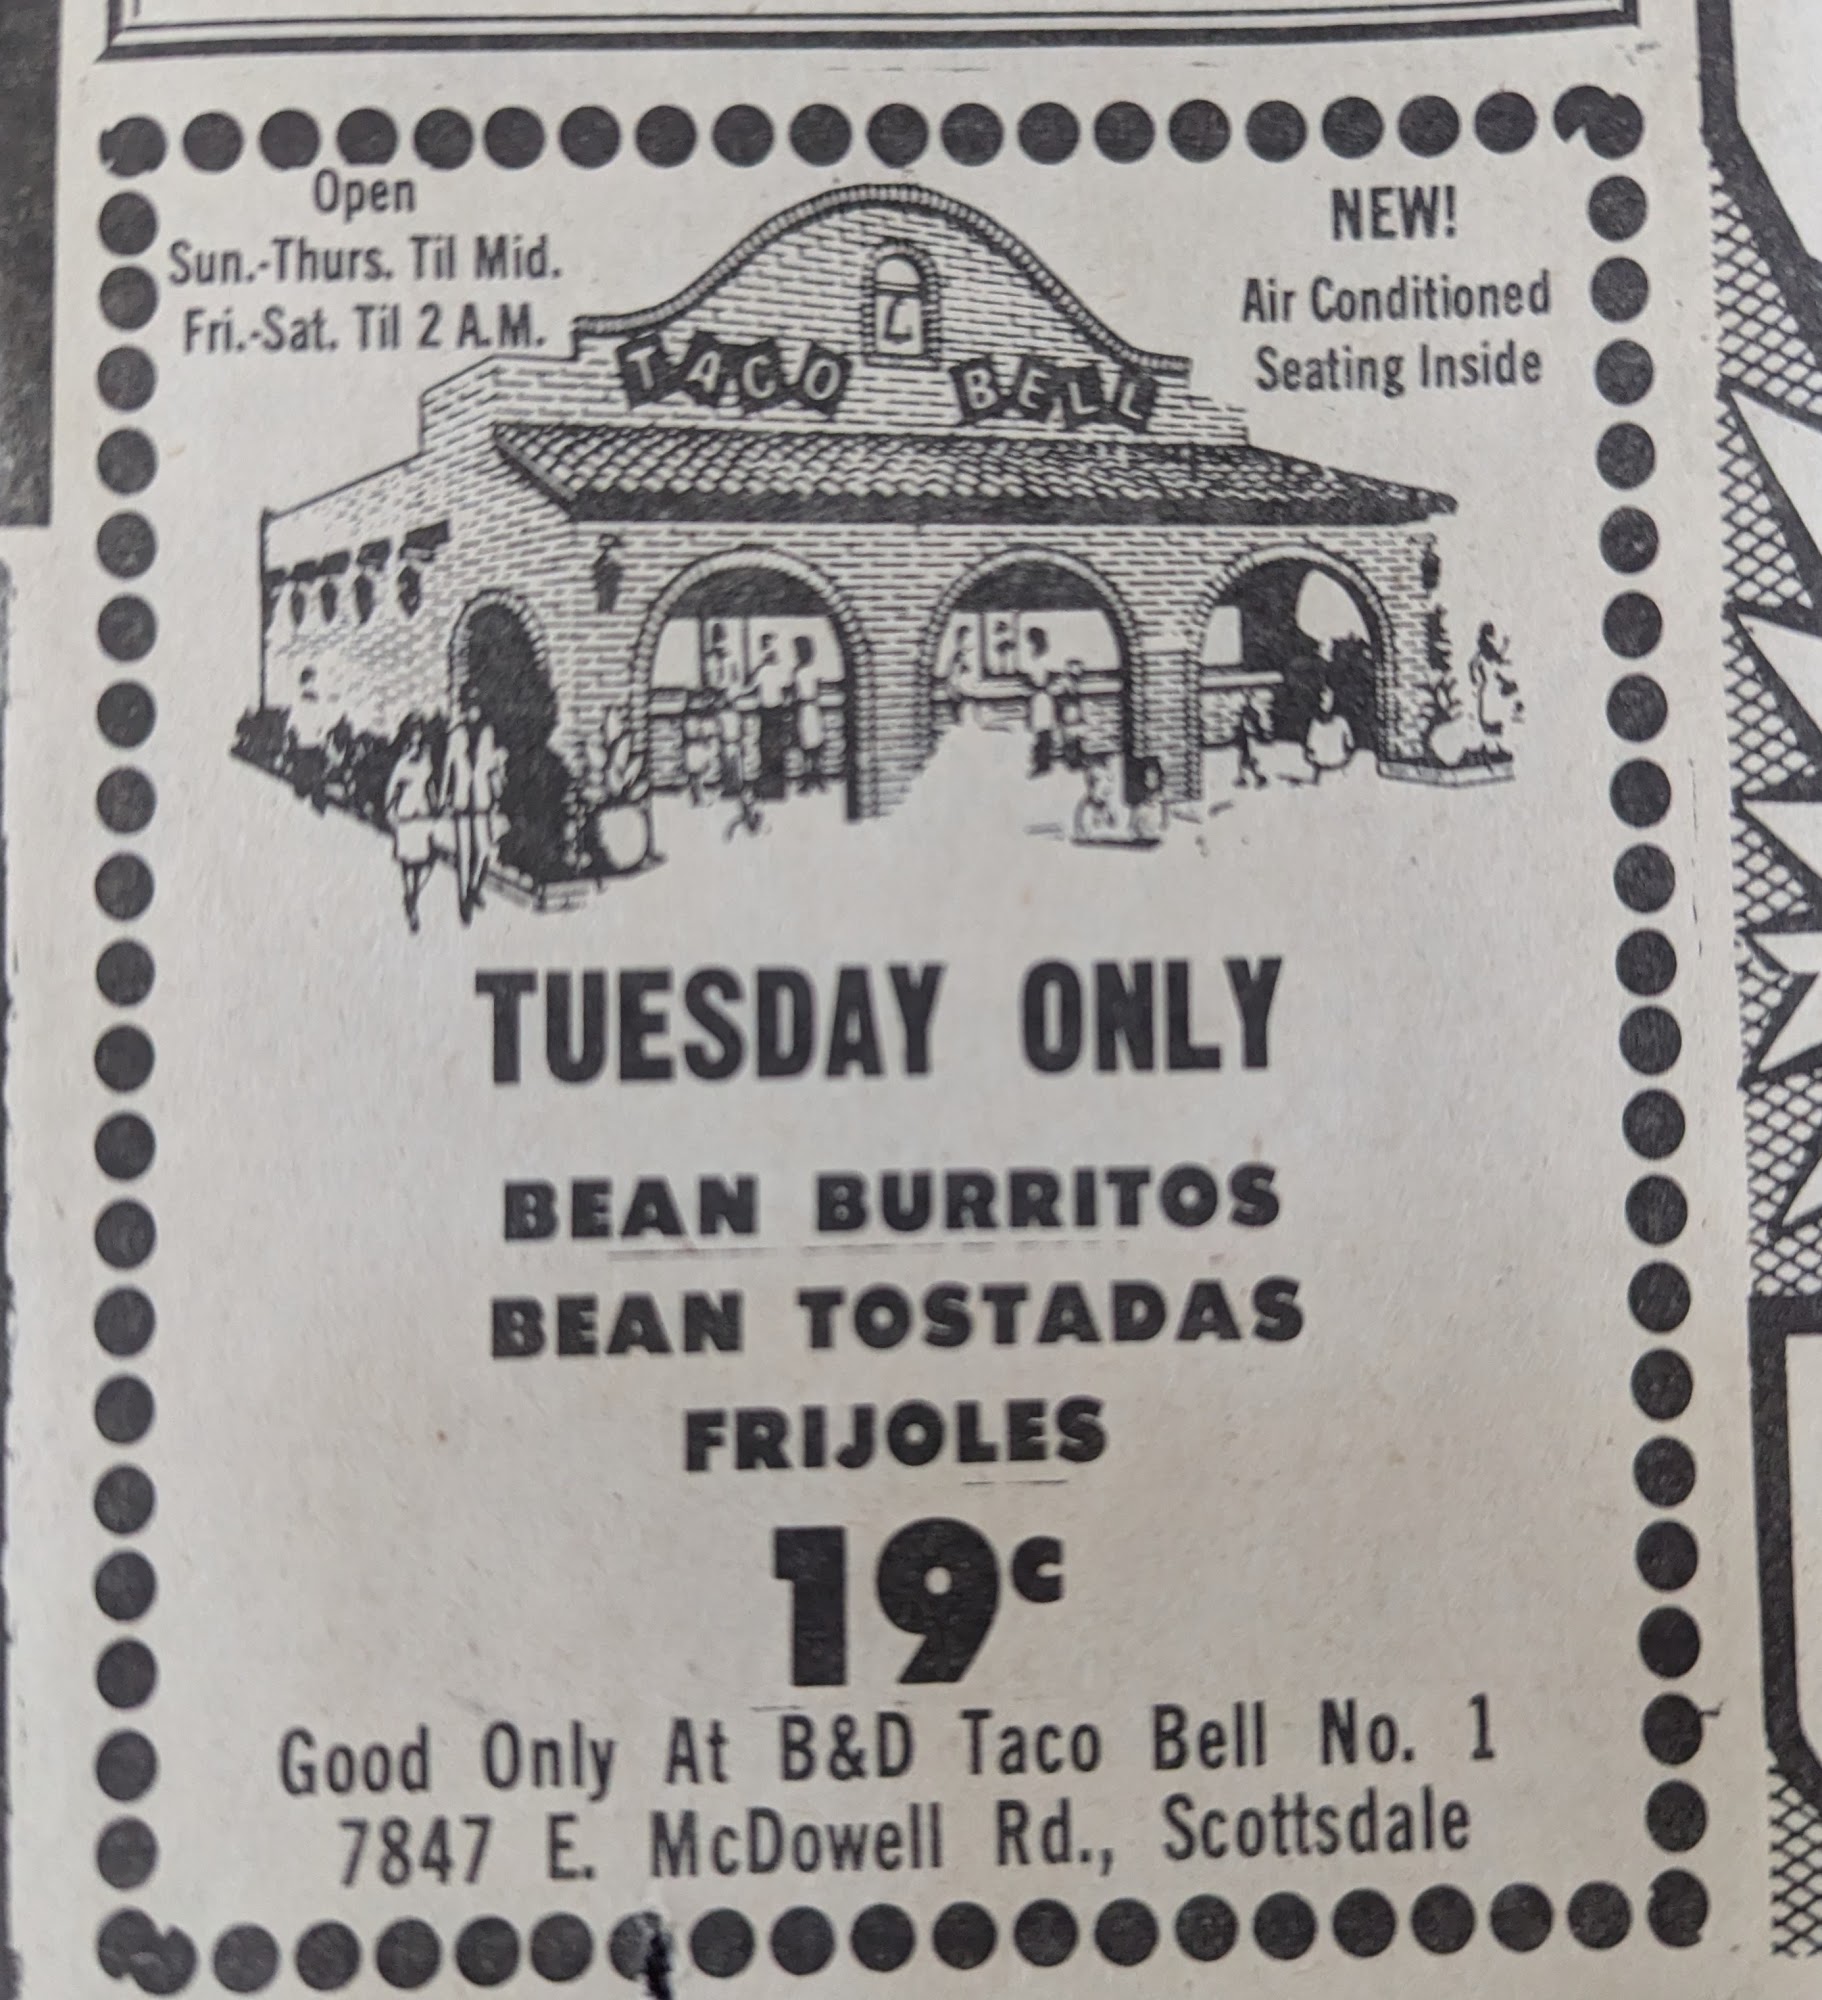 Open
Sun.-Thurs. Til Mid.
Fri.-Sat. Til 2 A.M.
NEW!
Air Conditioned
Seating Inside
TACO BELL
TUESDAY ONLY
BEAN BURRITOS
BEAN TOSTADAS
FRIJOLES
19c
Good Only At B&D Taco Bell No. 1
7847 E. McDowell Rd., Scottsdale